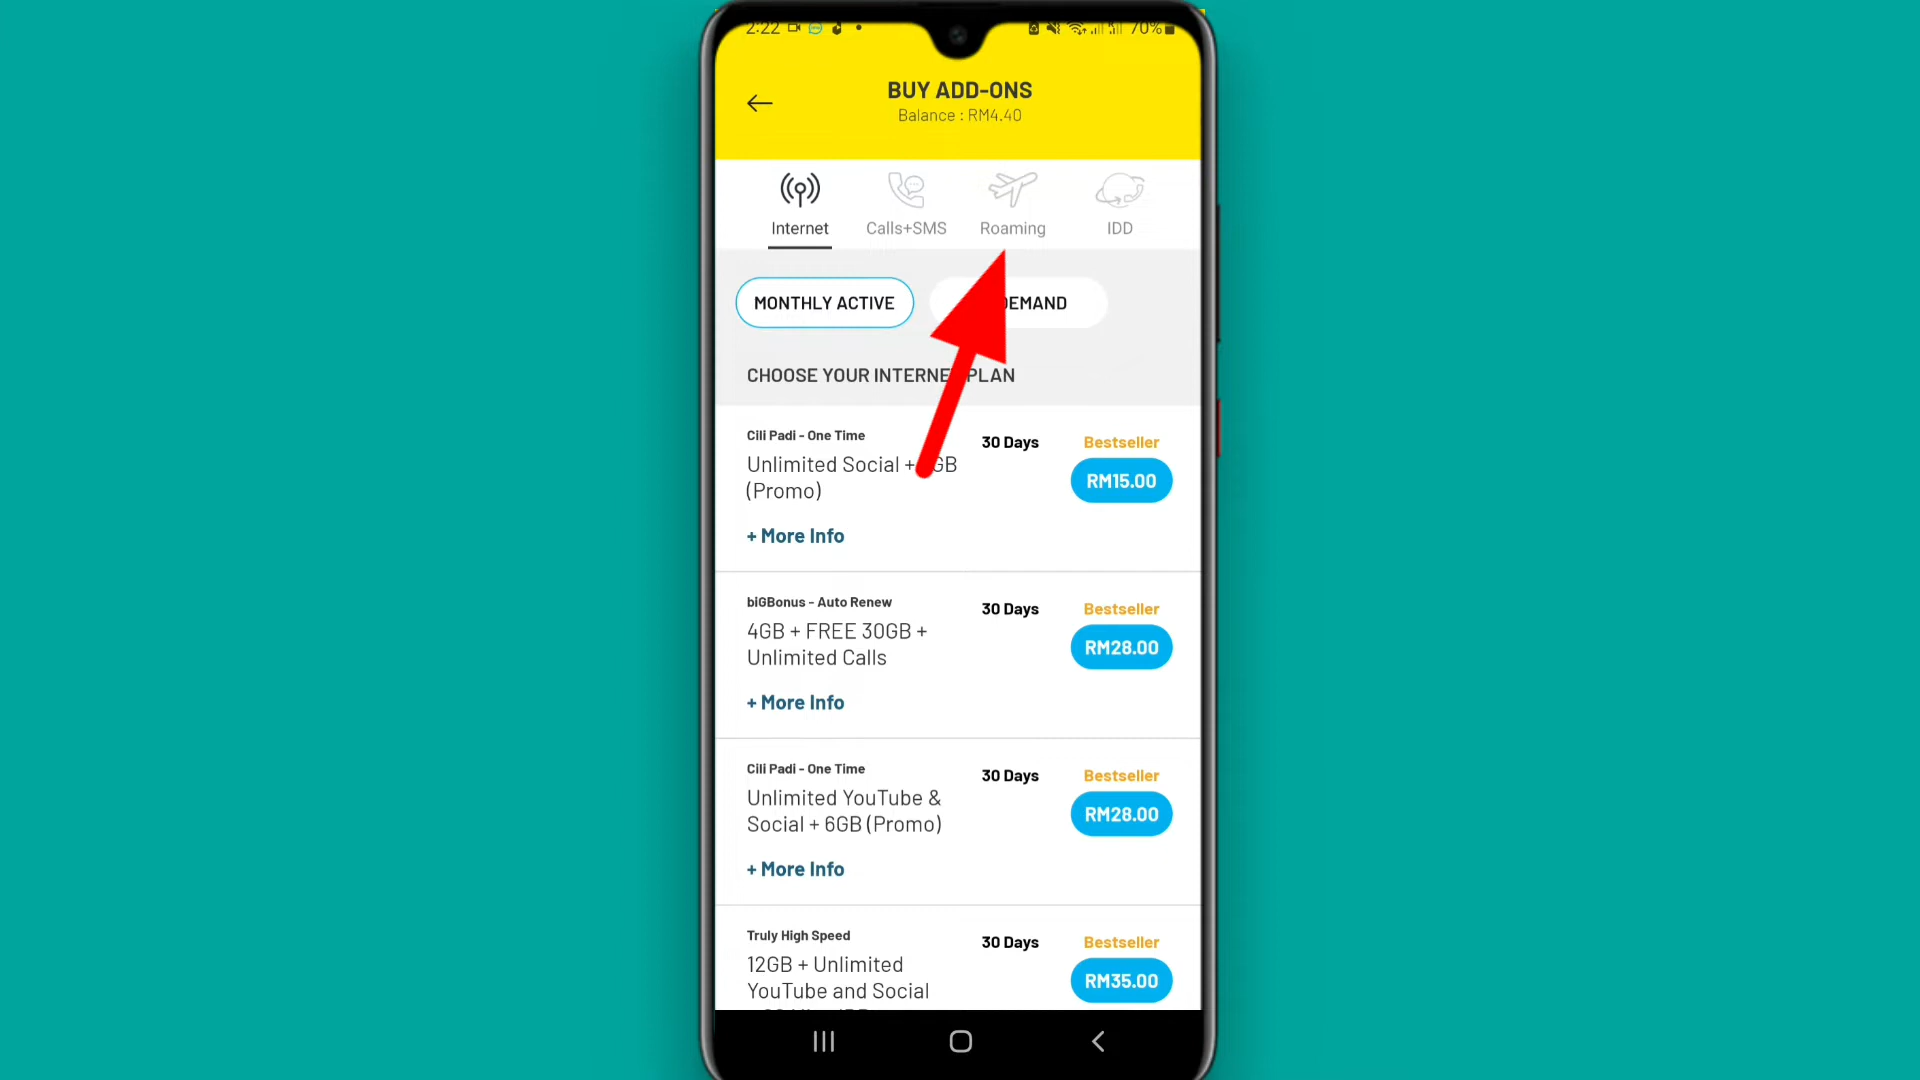 2:22
70%
BUY ADD-ONS
Balance : RM4.40
Internet
Calls+SMS
Roaming
IDD
MONTHLY ACTIVE
DEMAND
CHOOSE YOUR INTERNE PLAN
Cili Padi - One Time
30 Days
Bestseller
Unlimited Social + GB
(Promo)
RM15.00
+ More Info
biGBonus - Auto Renew
30 Days
Bestseller
4GB + FREE 30GB +
Unlimited Calls
RM28.00
+ More Info
Cili Padi - One Time
30 Days
Bestseller
Unlimited YouTube &
Social + 6GB (Promo)
RM28.00
+ More Info
Truly High Speed
30 Days
Bestseller
12GB + Unlimited
YouTube and Social
RM35.00